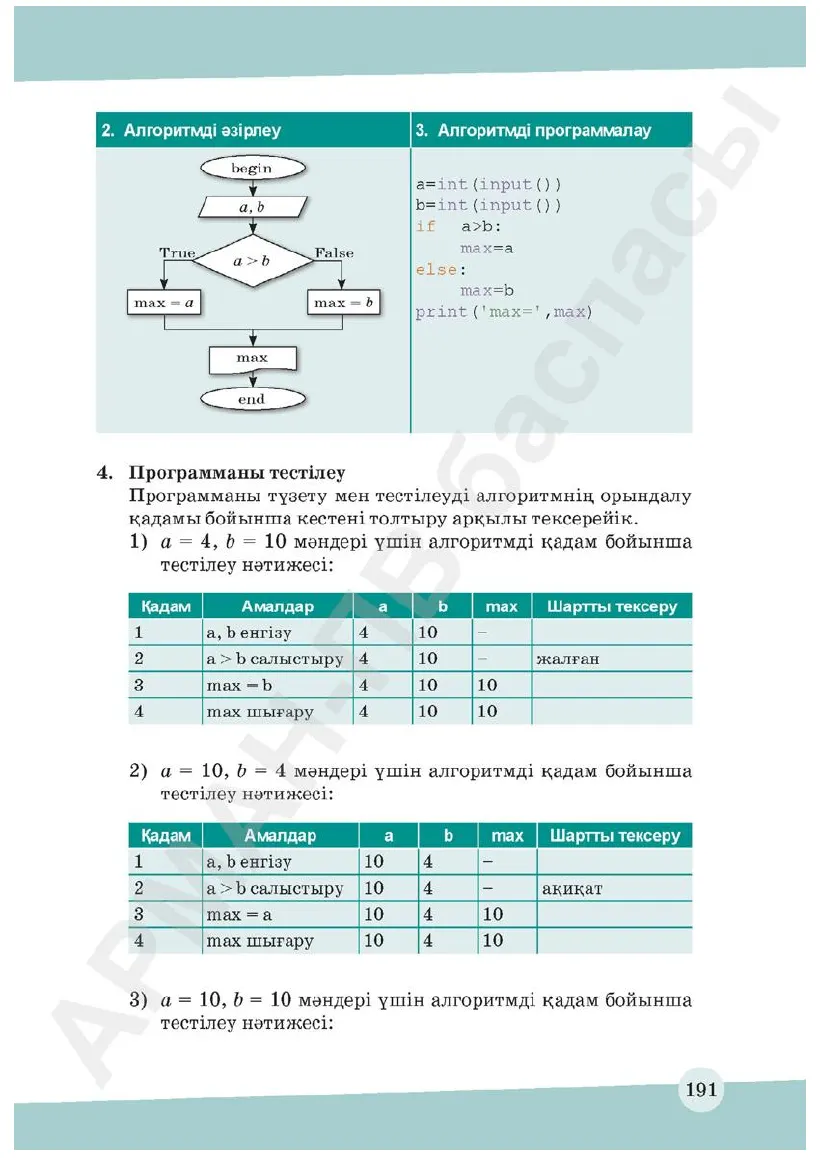 2. Алгоритмді әзірлеу
3. Алгоритмді программалау
begin
a, b
True
a > b
False
max = a
max = b
max
end
a=int(input())
b=int(input())
if a>b:
max=a
else:
max=b
print('max=',max)
4. Программаны тестілеу
Программаны түзету мен тестілеуді алгоритмнің орындалу
қадамы бойынша кестені толтыру арқылы тексерейік.
1) a = 4, b = 10 мәндері үшін алгоритмді қадам бойынша
тестілеу нәтижесі:
Қадам Амалдар a b max Шартты тексеру
1 a, b енгізу 4 10 –
2 a > b салыстыру 4 10 – жалған
3 max = b 4 10 10
4 max шығару 4 10 10
2) a = 10, b = 4 мәндері үшін алгоритмді қадам бойынша
тестілеу нәтижесі:
Қадам Амалдар a b max Шартты тексеру
1 a, b енгізу 10 4 –
2 a > b салыстыру 10 4 – ақиқат
3 max = a 10 4 10
4 max шығару 10 4 10
3) a = 10, b = 10 мәндері үшін алгоритмді қадам бойынша
тестілеу нәтижесі:
191
АРМАН-ПВ баспасы